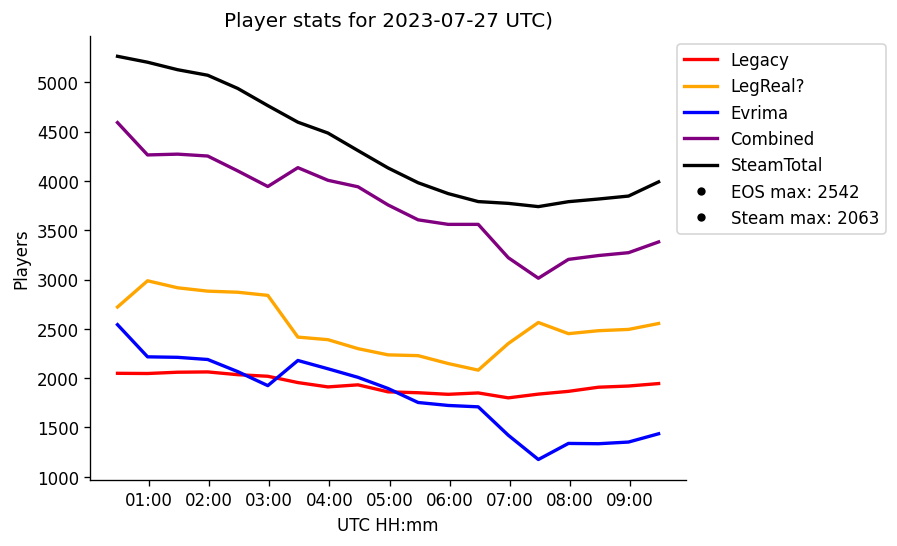 Player stats for 2023-07-27 UTC)
Legacy
LegReal?
Evrima
Combined
SteamTotal
EOS max: 2542
Steam max: 2063
Players
5000
4500
4000
3500
3000
2500
2000
1500
1000
01:00 02:00 03:00 04:00 05:00 06:00 07:00 08:00 09:00
UTC HH:mm